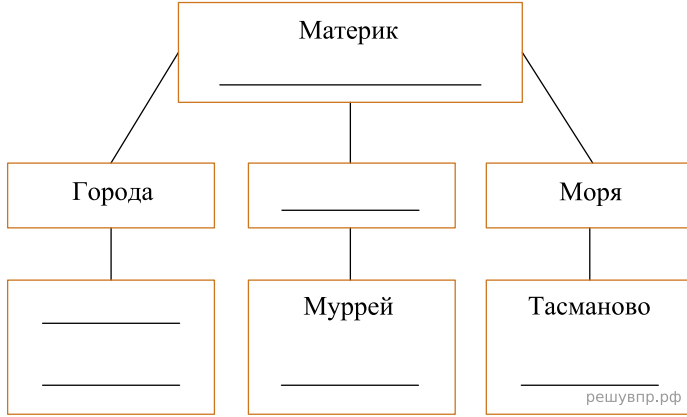 Материк
Города
Моря
Муррей
Тасманово
решувпр.рф